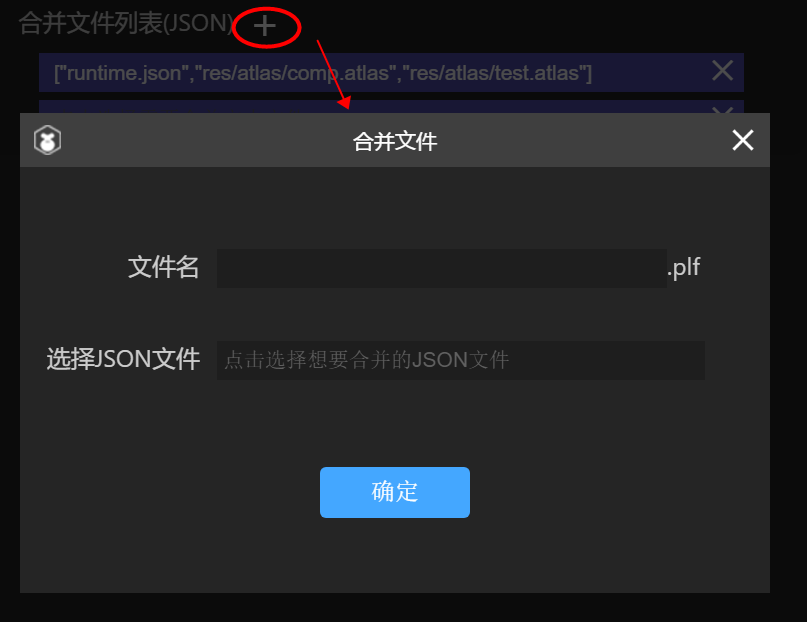 合并文件列表(JSON)
["runtime.json","res/atlas/comp.atlas","res/atlas/test.atlas"]
合并文件
文件名 .plf
选择JSON文件 点击选择想要合并的JSON文件
确定